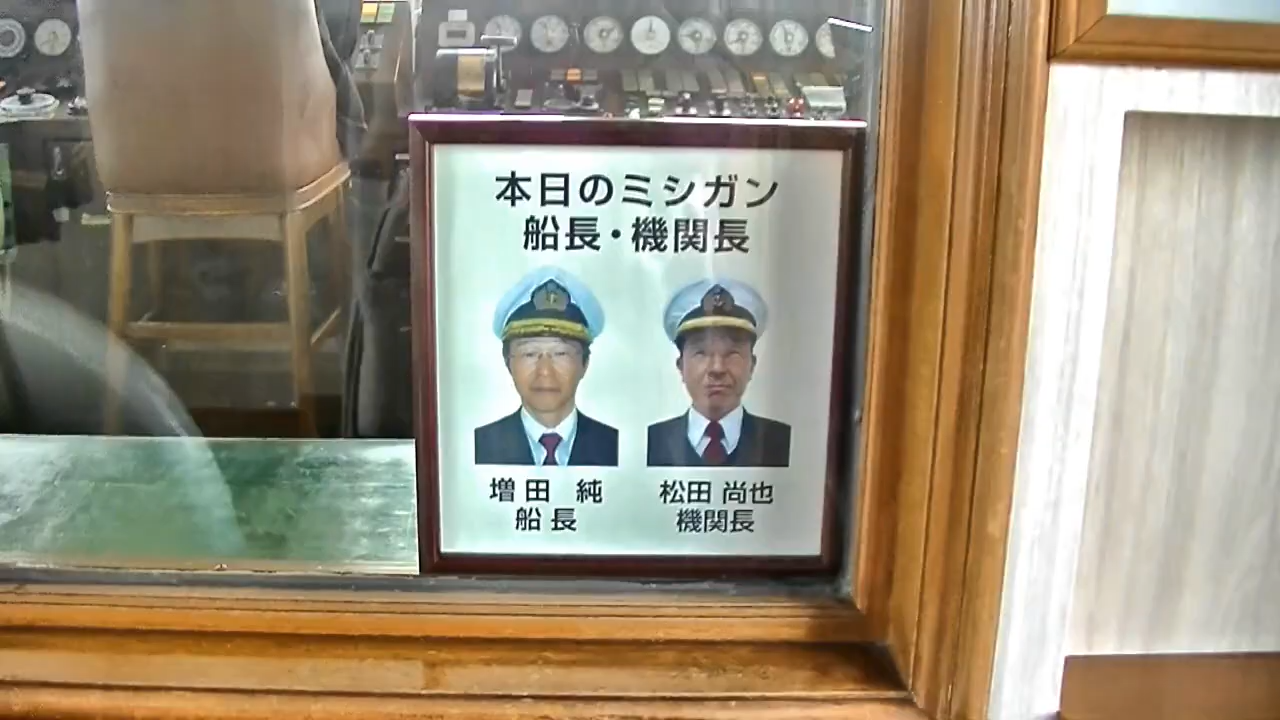 本日のミシガン
船長・機関長
増田 純
船長
松田 尚也
機関長